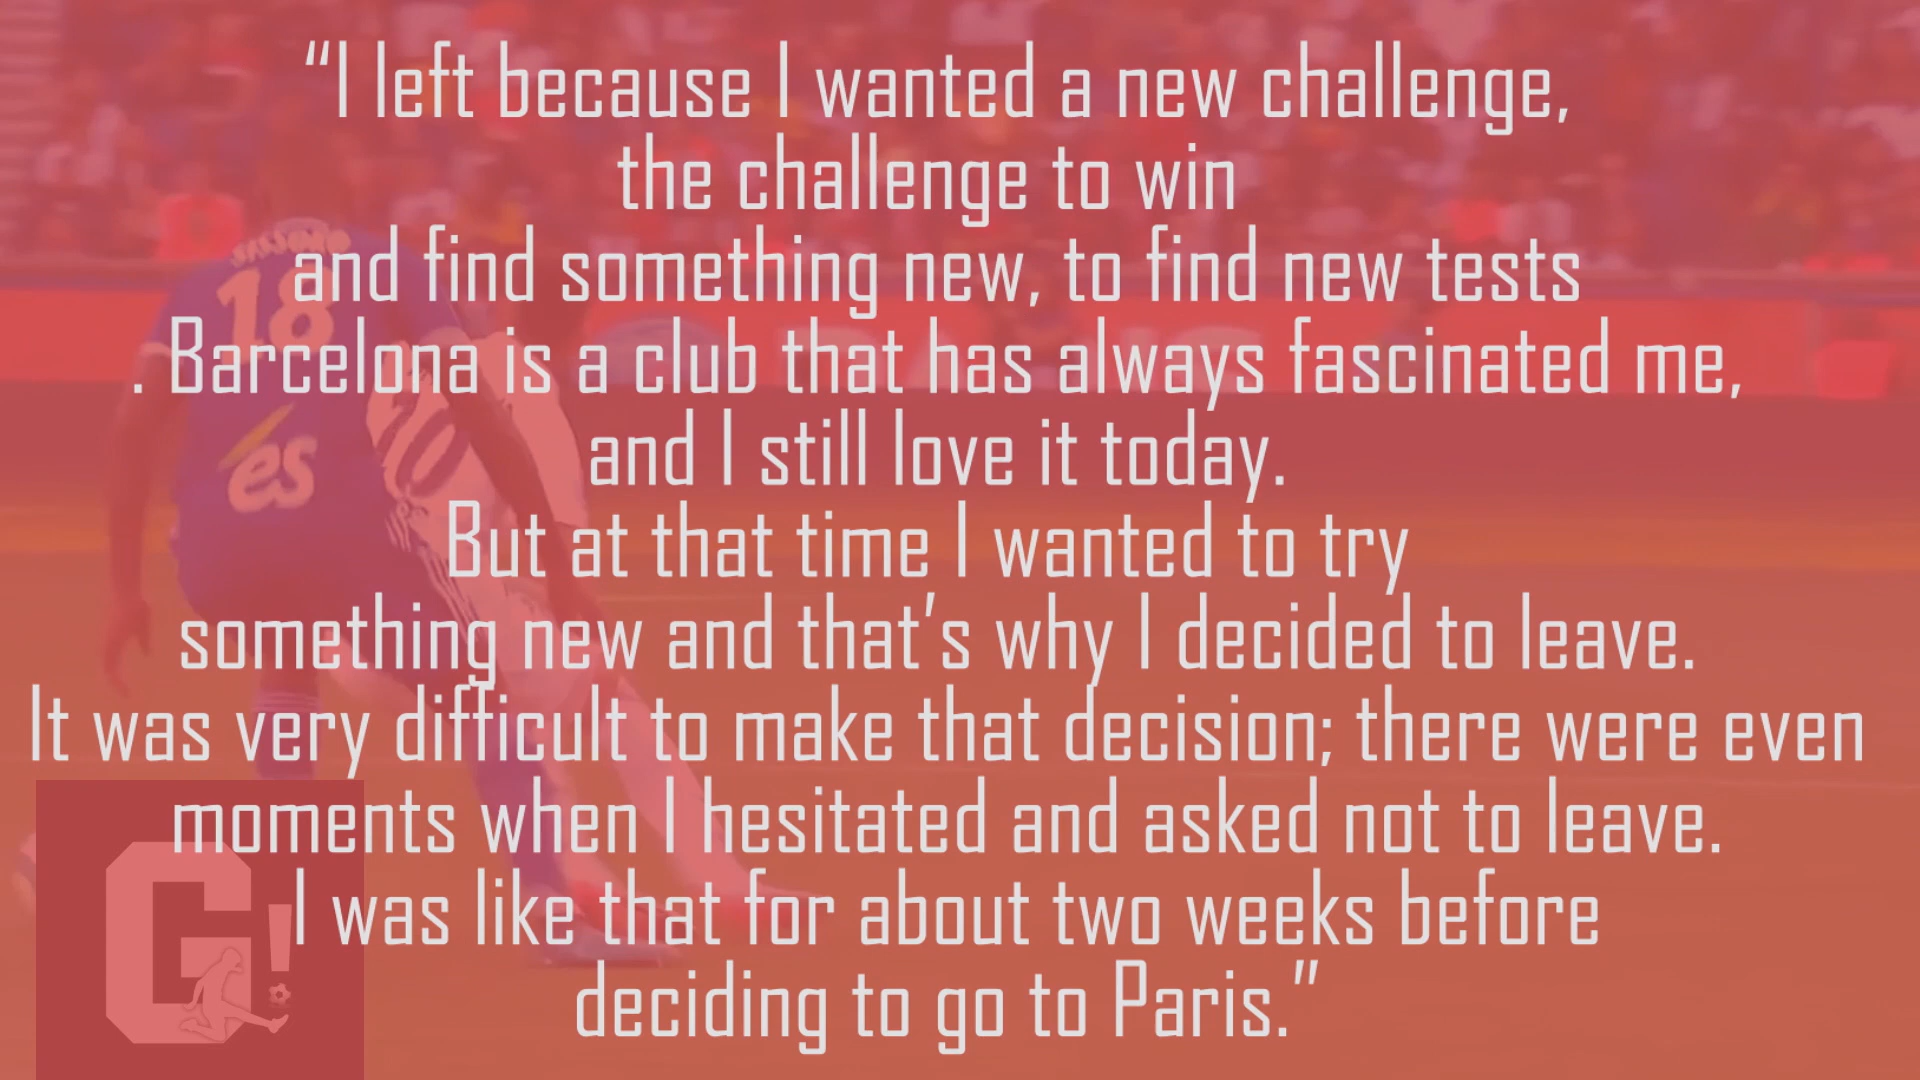 “I left because I wanted a new challenge,
the challenge to win
and find something new, to find new tests
. Barcelona is a club that has always fascinated me,
and I still love it today.
But at that time I wanted to try
something new and that’s why I decided to leave.
It was very difficult to make that decision; there were even
moments when I hesitated and asked not to leave.
I was like that for about two weeks before
deciding to go to Paris.”
18
10
es
G!